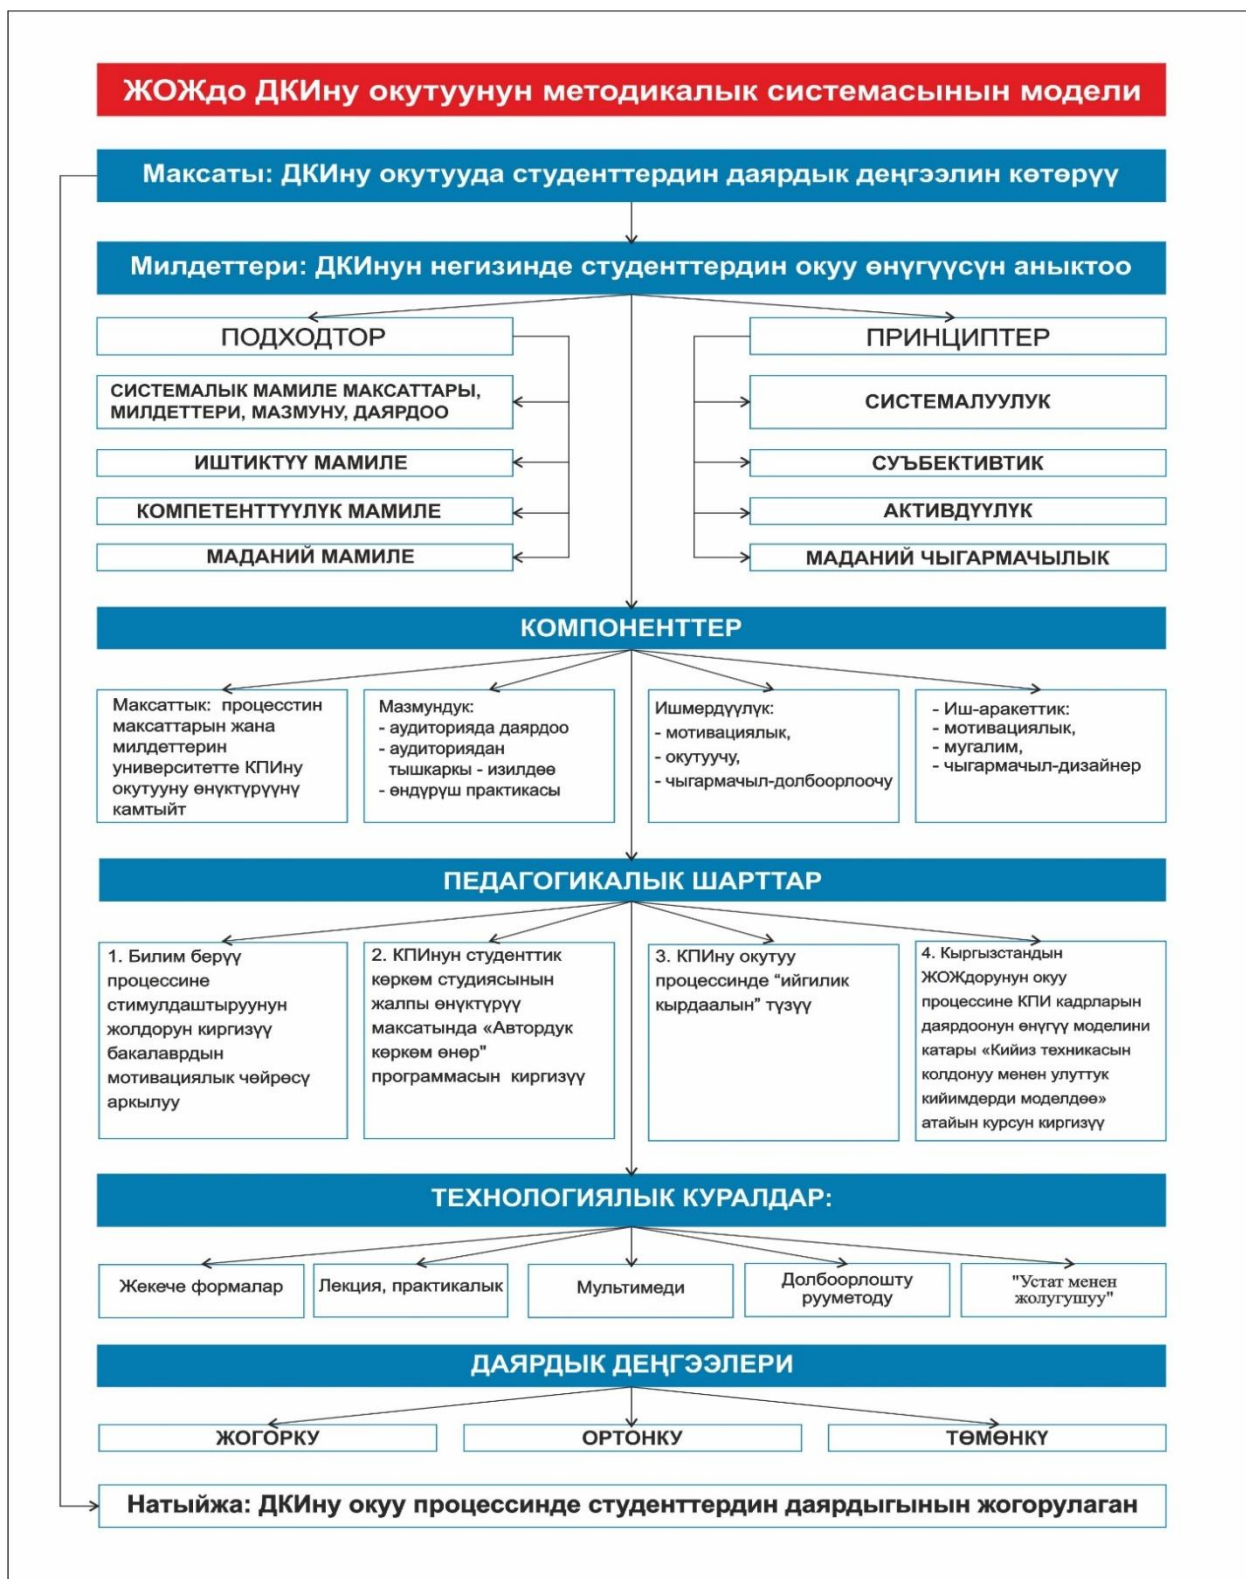 ЖОЖдо ДКИну окутуунун методикалык системасынын модели
Максаты: ДКИну окутууда студенттердин даярдык деңгээлин көтөрүү
Милдеттери: ДКИнун негизинде студенттердин окуу өнүгүүсүн аныктоо
ПОДХОДТОР
СИСТЕМАЛЫК МАМИЛЕ МАКСАТТАРЫ,
МИЛДЕТТЕРИ, МАЗМУНУ, ДАЯРДОО
ИШТИКТҮҮ МАМИЛЕ
КОМПЕТЕНТТҮҮЛҮК МАМИЛЕ
МАДАНИЙ МАМИЛЕ
ПРИНЦИПТЕР
СИСТЕМАЛУУЛУК
СУЪБЕКТИВТИК
АКТИВДҮҮЛҮК
МАДАНИЙ ЧЫГАРМАЧЫЛЫК
КОМПОНЕНТТЕР
Максаттык: процесстин
максаттарын жана
милдеттерин
университетте КПИну
окутууну өнүктүрүүнү
камтыйт
Мазмундук:
- аудиторияда даярдоо
- аудиториядан
тышкаркы - изилдөө
- өндүрүш практикасы
Ишмердүүлүк:
- мотивациялык,
- окутуучу,
- чыгармачыл-долбоорлоочу
- Иш-аракеттик:
- мотивациялык,
- мугалим,
- чыгармачыл-дизайнер
ПЕДАГОГИКАЛЫК ШАРТТАР
1. Билим берүү
процессине
стимулдаштыруунун
жолдорун киргизүү
бакалаврдын
мотивациялык чөйрөсү
аркылуу
2. КПИнун студенттик
көркөм студиясынын
жалпы өнүктүрүү
максатында «Автордук
көркөм өнөр"
программасын киргизүү
3. КПИну окутуу
процессинде “ийгилик
кырдаалын” түзүү
4. Кыргызстандын
ЖОЖдорунун окуу
процессине КПИ кадрларын
даярдоонун өнүгүү моделини
катары «Кийиз техникасын
колдонуу менен улуттук
кийимдерди моделдөө»
атайын курсун киргизүү
ТЕХНОЛОГИЯЛЫК КУРАЛДАР:
Жекече формалар
Лекция, практикалык
Мультимеди
Долбоорлошту
рууметоду
"Устат менен
жолугушуу"
ДАЯРДЫК ДЕҢГЭЭЛЕРИ
ЖОГОРКУ
ОРТОНКУ
ТӨМӨНКҮ
Натыйжа: ДКИну окуу процессинде студенттердин даярдыгынын жогорулаган